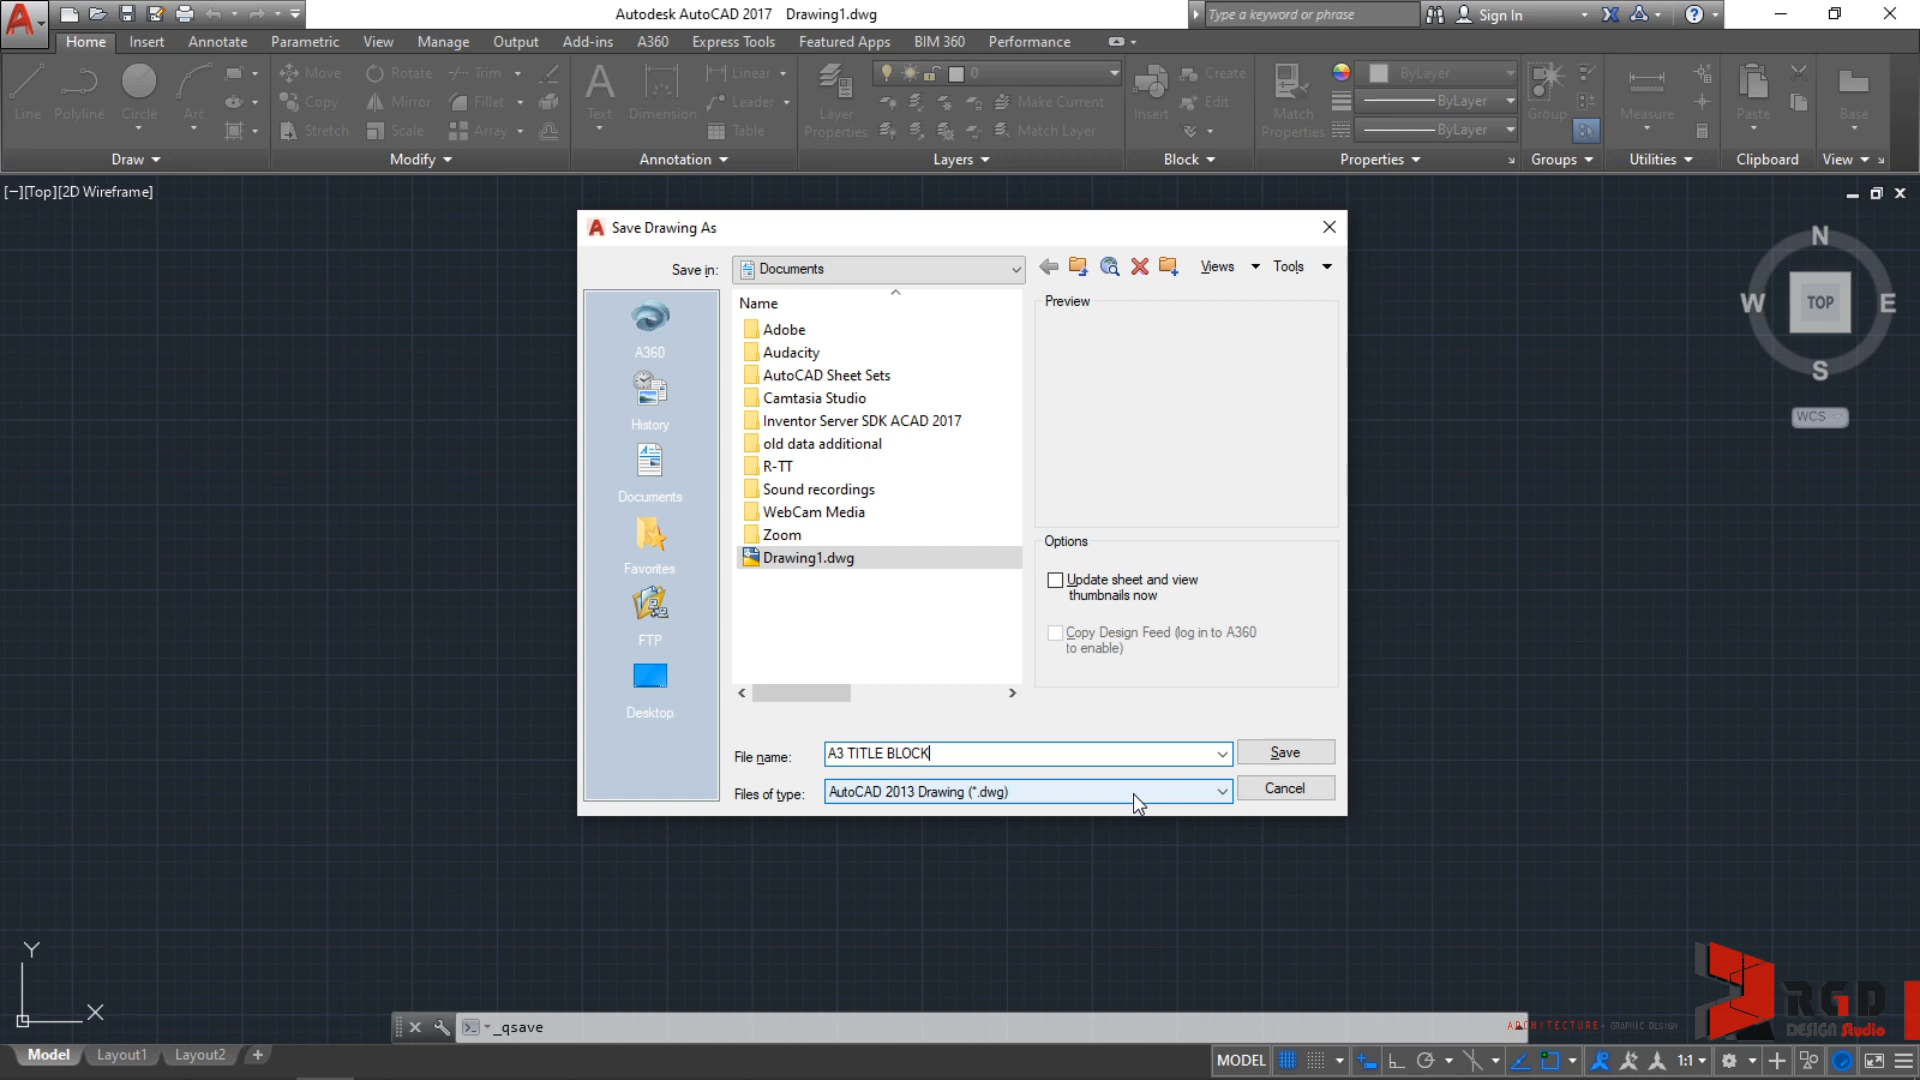 Autodesk AutoCAD 2017 Drawing1.dwg
Type a keyword or phrase
Sign In
Home Insert Annotate Parametric View Manage Output Add-ins A360 Express Tools Featured Apps BIM 360 Performance
Line Polyline Circle Arc
Move Rotate Trim
Copy Mirror Fillet
Stretch Scale Array
Text Dimension
Linear
Leader
Table
Layer Properties
0
Make Current
Match Layer
Insert
Create
Edit
Match Properties
ByLayer
ByLayer
ByLayer
Group
Measure
Paste
Base
Draw Modify Annotation Layers Block Properties Groups Utilities Clipboard View
[−][Top][2D Wireframe]
N
W TOP E
S
WCS
Save Drawing As
Save in: Documents
Views Tools
A360
History
Documents
Favorites
FTP
Desktop
Name
Adobe
Audacity
AutoCAD Sheet Sets
Camtasia Studio
Inventor Server SDK ACAD 2017
old data additional
R-TT
Sound recordings
WebCam Media
Zoom
Drawing1.dwg
Preview
Options
Update sheet and view
thumbnails now
Copy Design Feed (log in to A360
to enable)
File name: A3 TITLE BLOCK
Save
Files of type: AutoCAD 2013 Drawing (*.dwg)
Cancel
Y
X
_qsave
RGD
DESIGN Studio
ARCHITECTURE - GRAPHIC DESIGN
Model Layout1 Layout2 +
MODEL
1:1